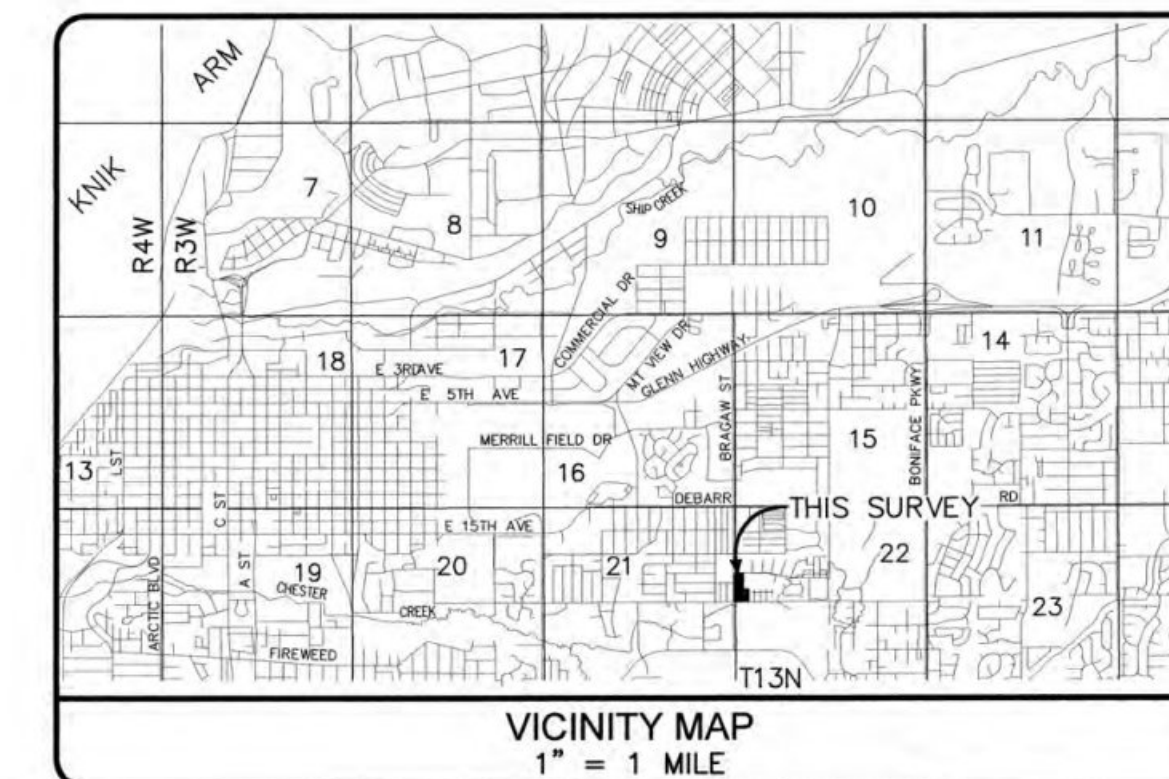 KNIK ARM
R4W
R3W
7
8
SHIP CREEK
9
10
11
COMMERCIAL DR
MT VIEW DR
GLENN HIGHWAY
18
E 3RD AVE
17
E 5TH AVE
14
BRAGAW ST
BONIFACE PKWY
MERRILL FIELD DR
15
13
L ST
16
C ST
DEBARR RD
THIS SURVEY
E 15TH AVE
ARCTIC BLVD
A ST
19
20
21
22
23
CHESTER CREEK
FIREWEED
T13N
VICINITY MAP
1" = 1 MILE